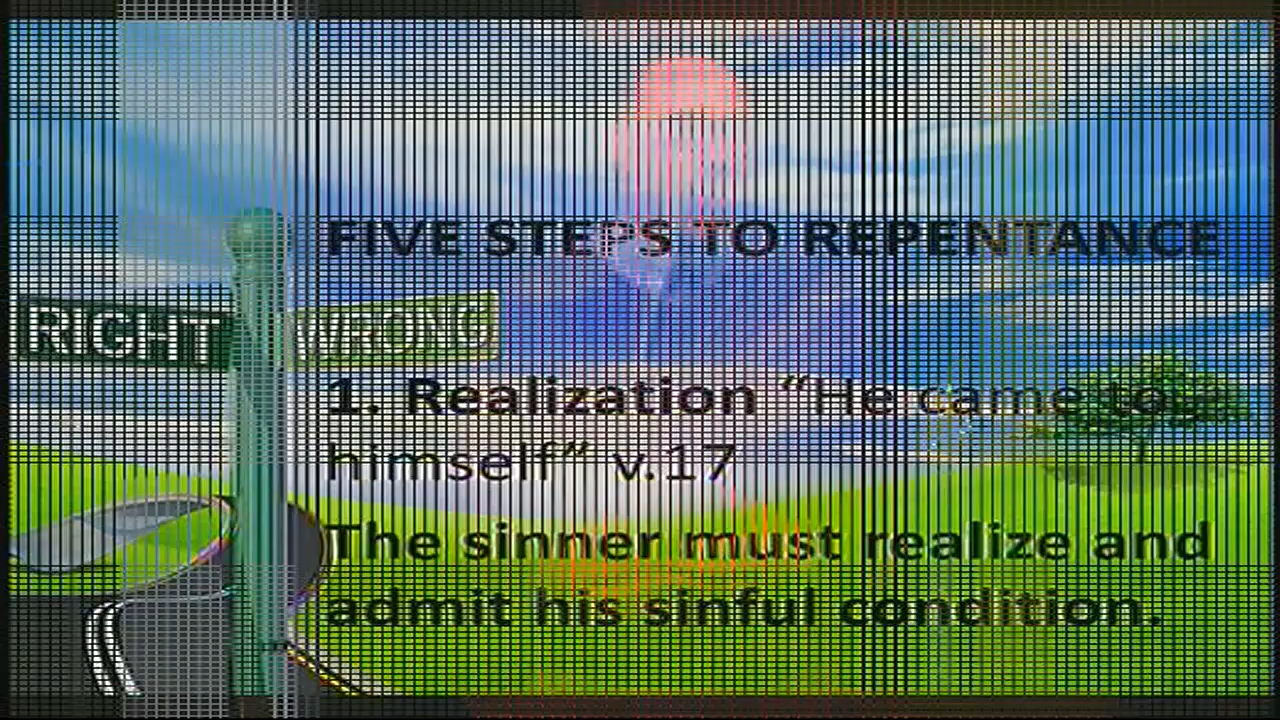 FIVE STEPS TO REPENTANCE
RIGHT WRONG
1. Realization “He came to
himself” v.17
The sinner must realize and
admit his sinful condition.